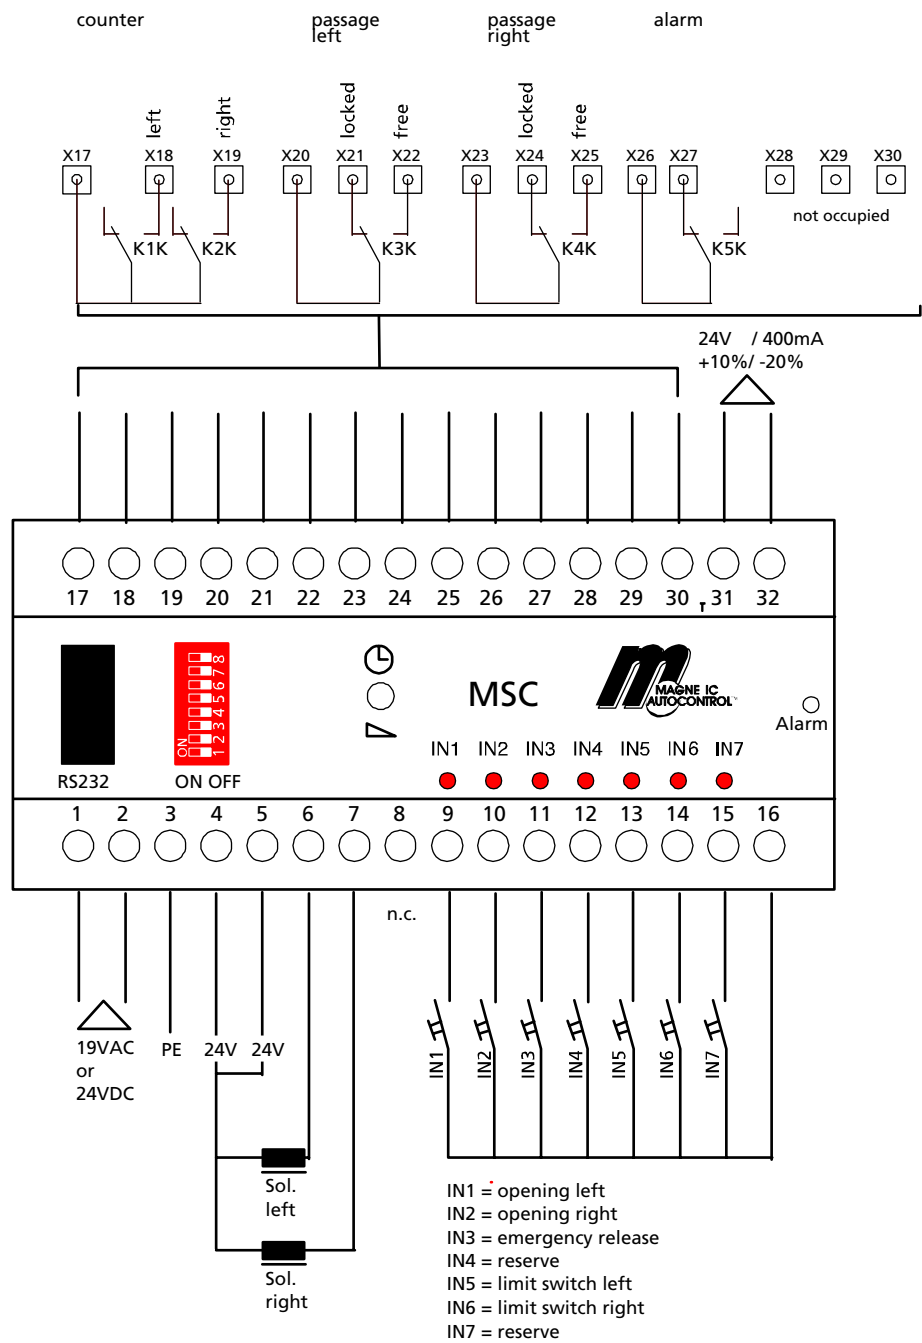 counter
passage
left
passage
right
alarm
left
right
locked
free
locked
free
X17 X18 X19 X20 X21 X22 X23 X24 X25 X26 X27 X28 X29 X30
not occupied
K1K K2K K3K K4K K5K
24V / 400mA
+10%/ -20%
17 18 19 20 21 22 23 24 25 26 27 28 29 30 31 32
ON
1 2 3 4 5 6 7 8
MSC
MAGNE IC
AUTOCONTROL™
Alarm
IN1 IN2 IN3 IN4 IN5 IN6 IN7
RS232
ON OFF
1 2 3 4 5 6 7 8 9 10 11 12 13 14 15 16
n.c.
19VAC
or
24VDC
PE
24V 24V
IN1 IN2 IN3 IN4 IN5 IN6 IN7
Sol.
left
Sol.
right
IN1 = opening left
IN2 = opening right
IN3 = emergency release
IN4 = reserve
IN5 = limit switch left
IN6 = limit switch right
IN7 = reserve